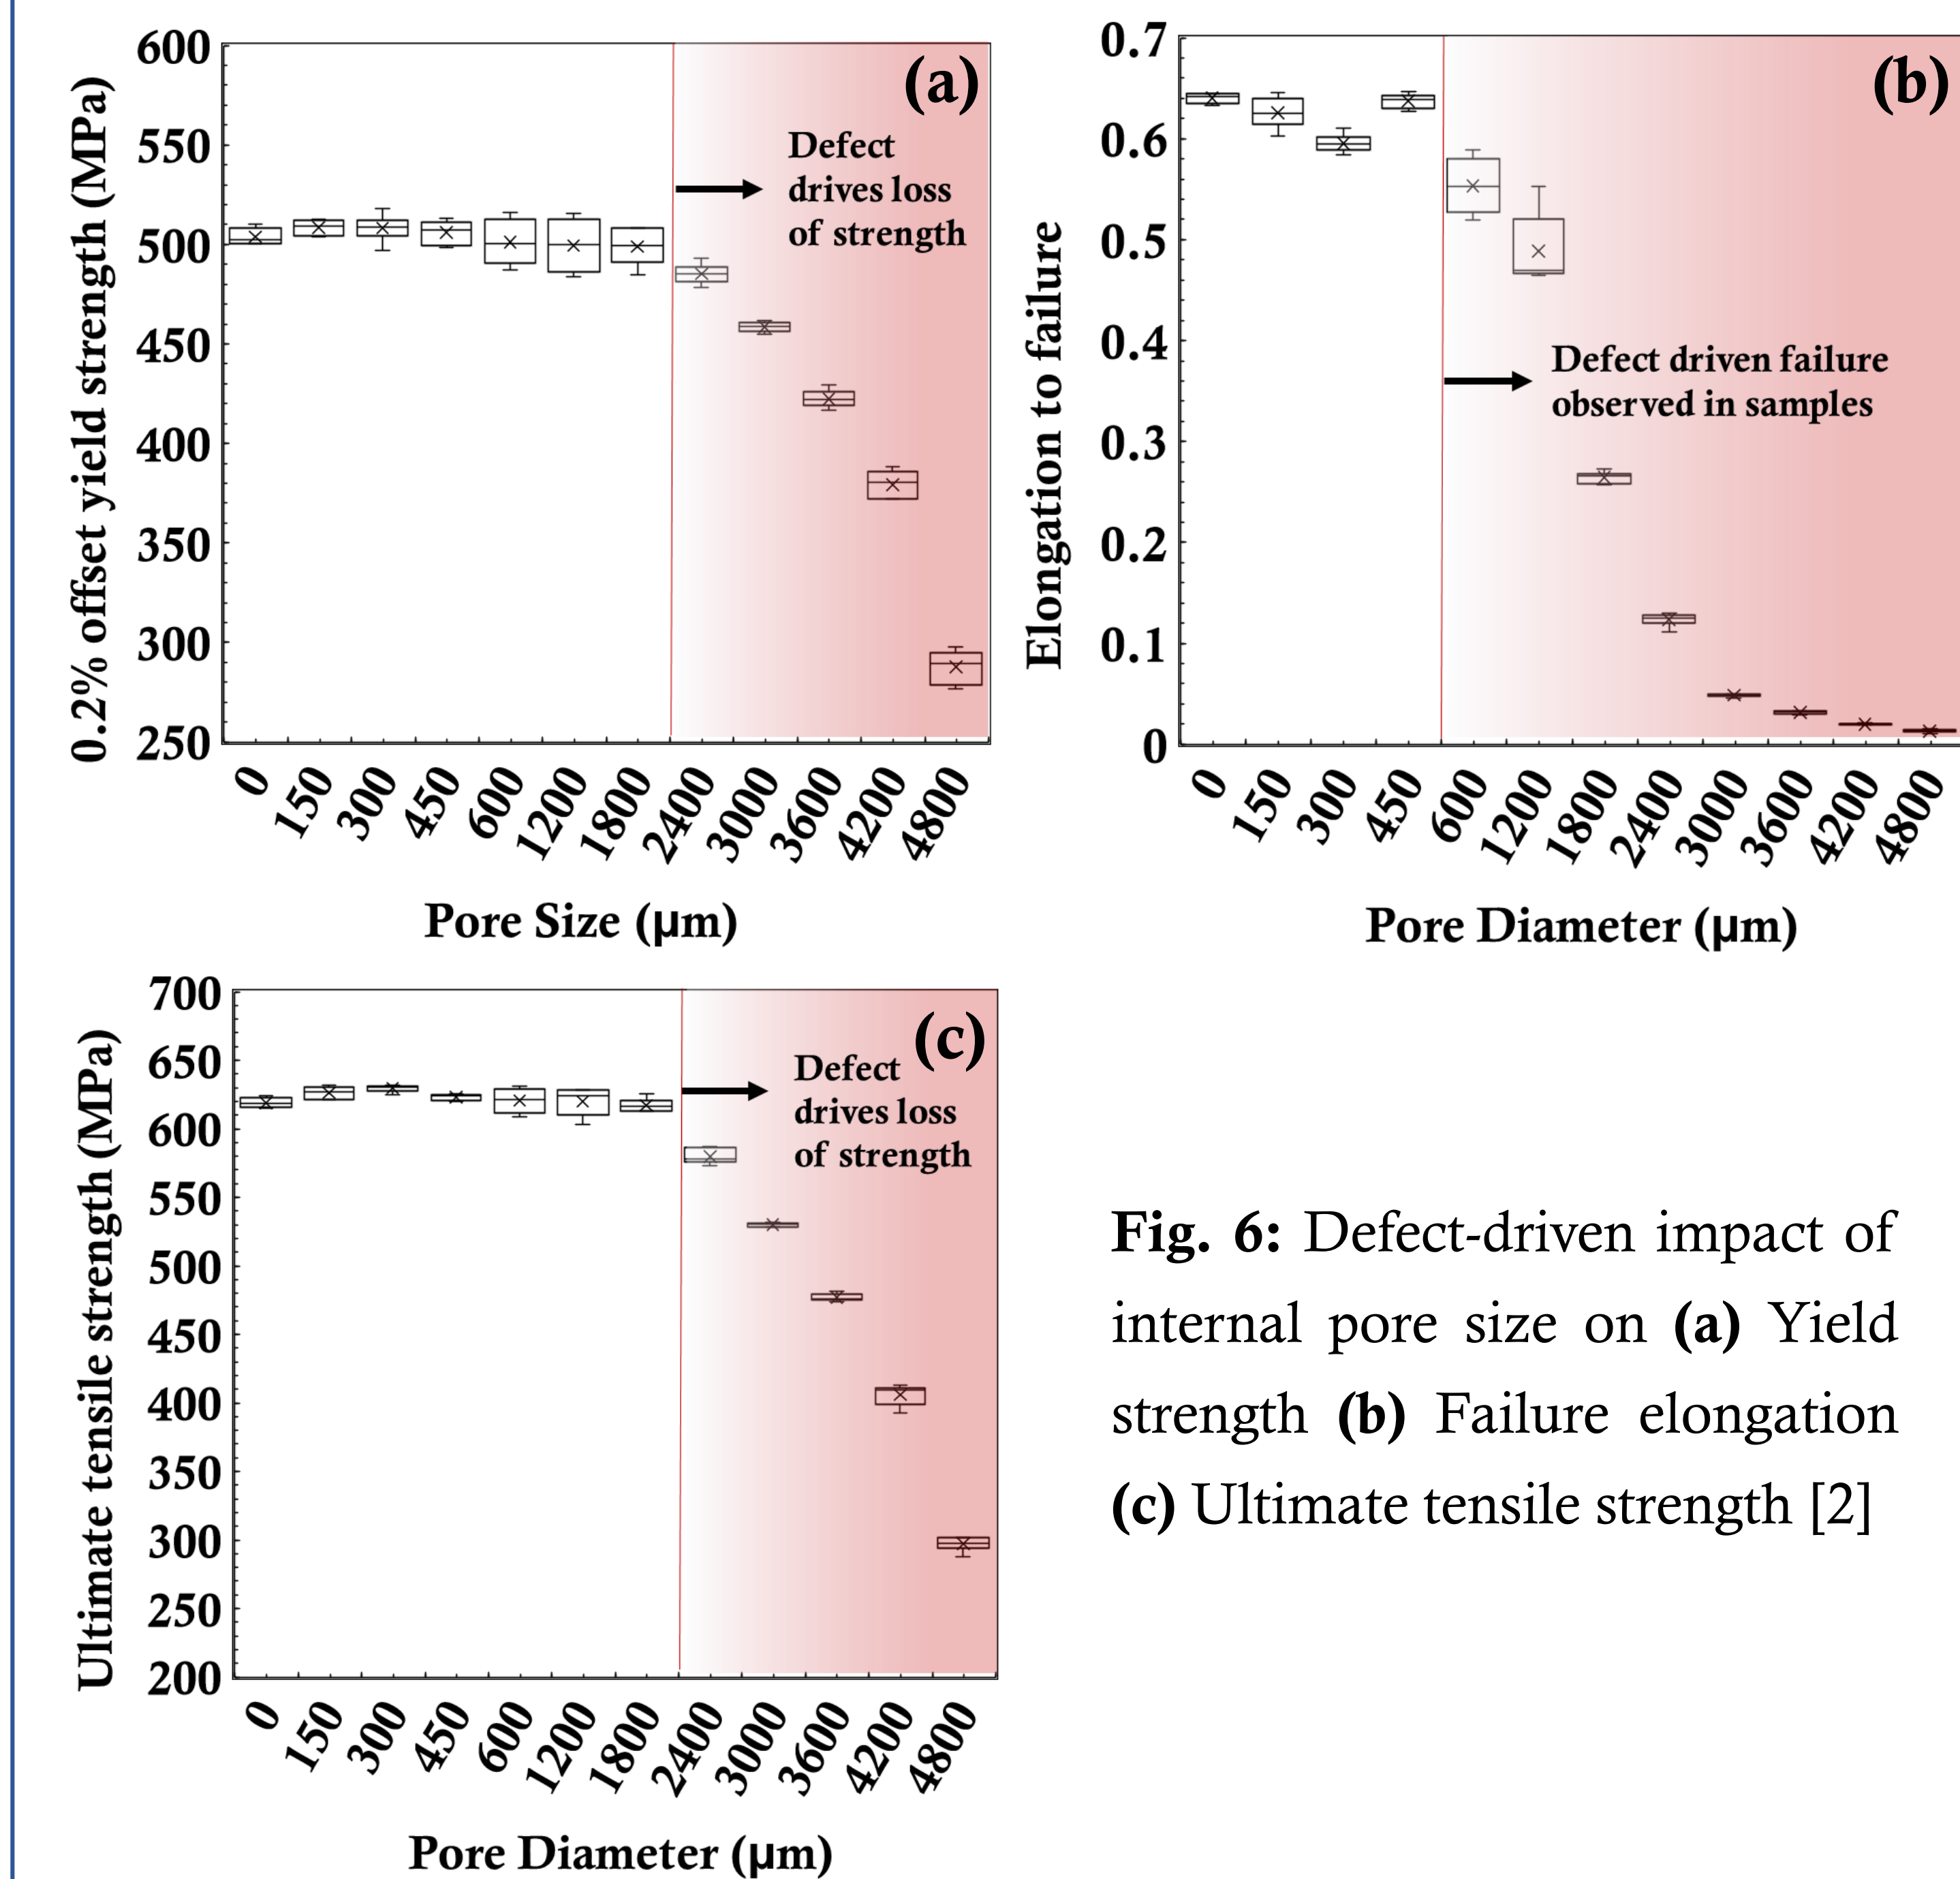 (a)
0.2% offset yield strength (MPa)
600
550
500
450
400
350
300
250
Defect
drives loss
of strength
0 150 300 450 600 1200 1800 2400 3000 3600 4200 4800
Pore Size (μm)
(b)
Elongation to failure
0.7
0.6
0.5
0.4
0.3
0.2
0.1
0
Defect driven failure
observed in samples
0 150 300 450 600 1200 1800 2400 3000 3600 4200 4800
Pore Diameter (μm)
(c)
Ultimate tensile strength (MPa)
700
650
600
550
500
450
400
350
300
250
200
Defect
drives loss
of strength
0 150 300 450 600 1200 1800 2400 3000 3600 4200 4800
Pore Diameter (μm)
Fig. 6: Defect-driven impact of
internal pore size on (a) Yield
strength (b) Failure elongation
(c) Ultimate tensile strength [2]